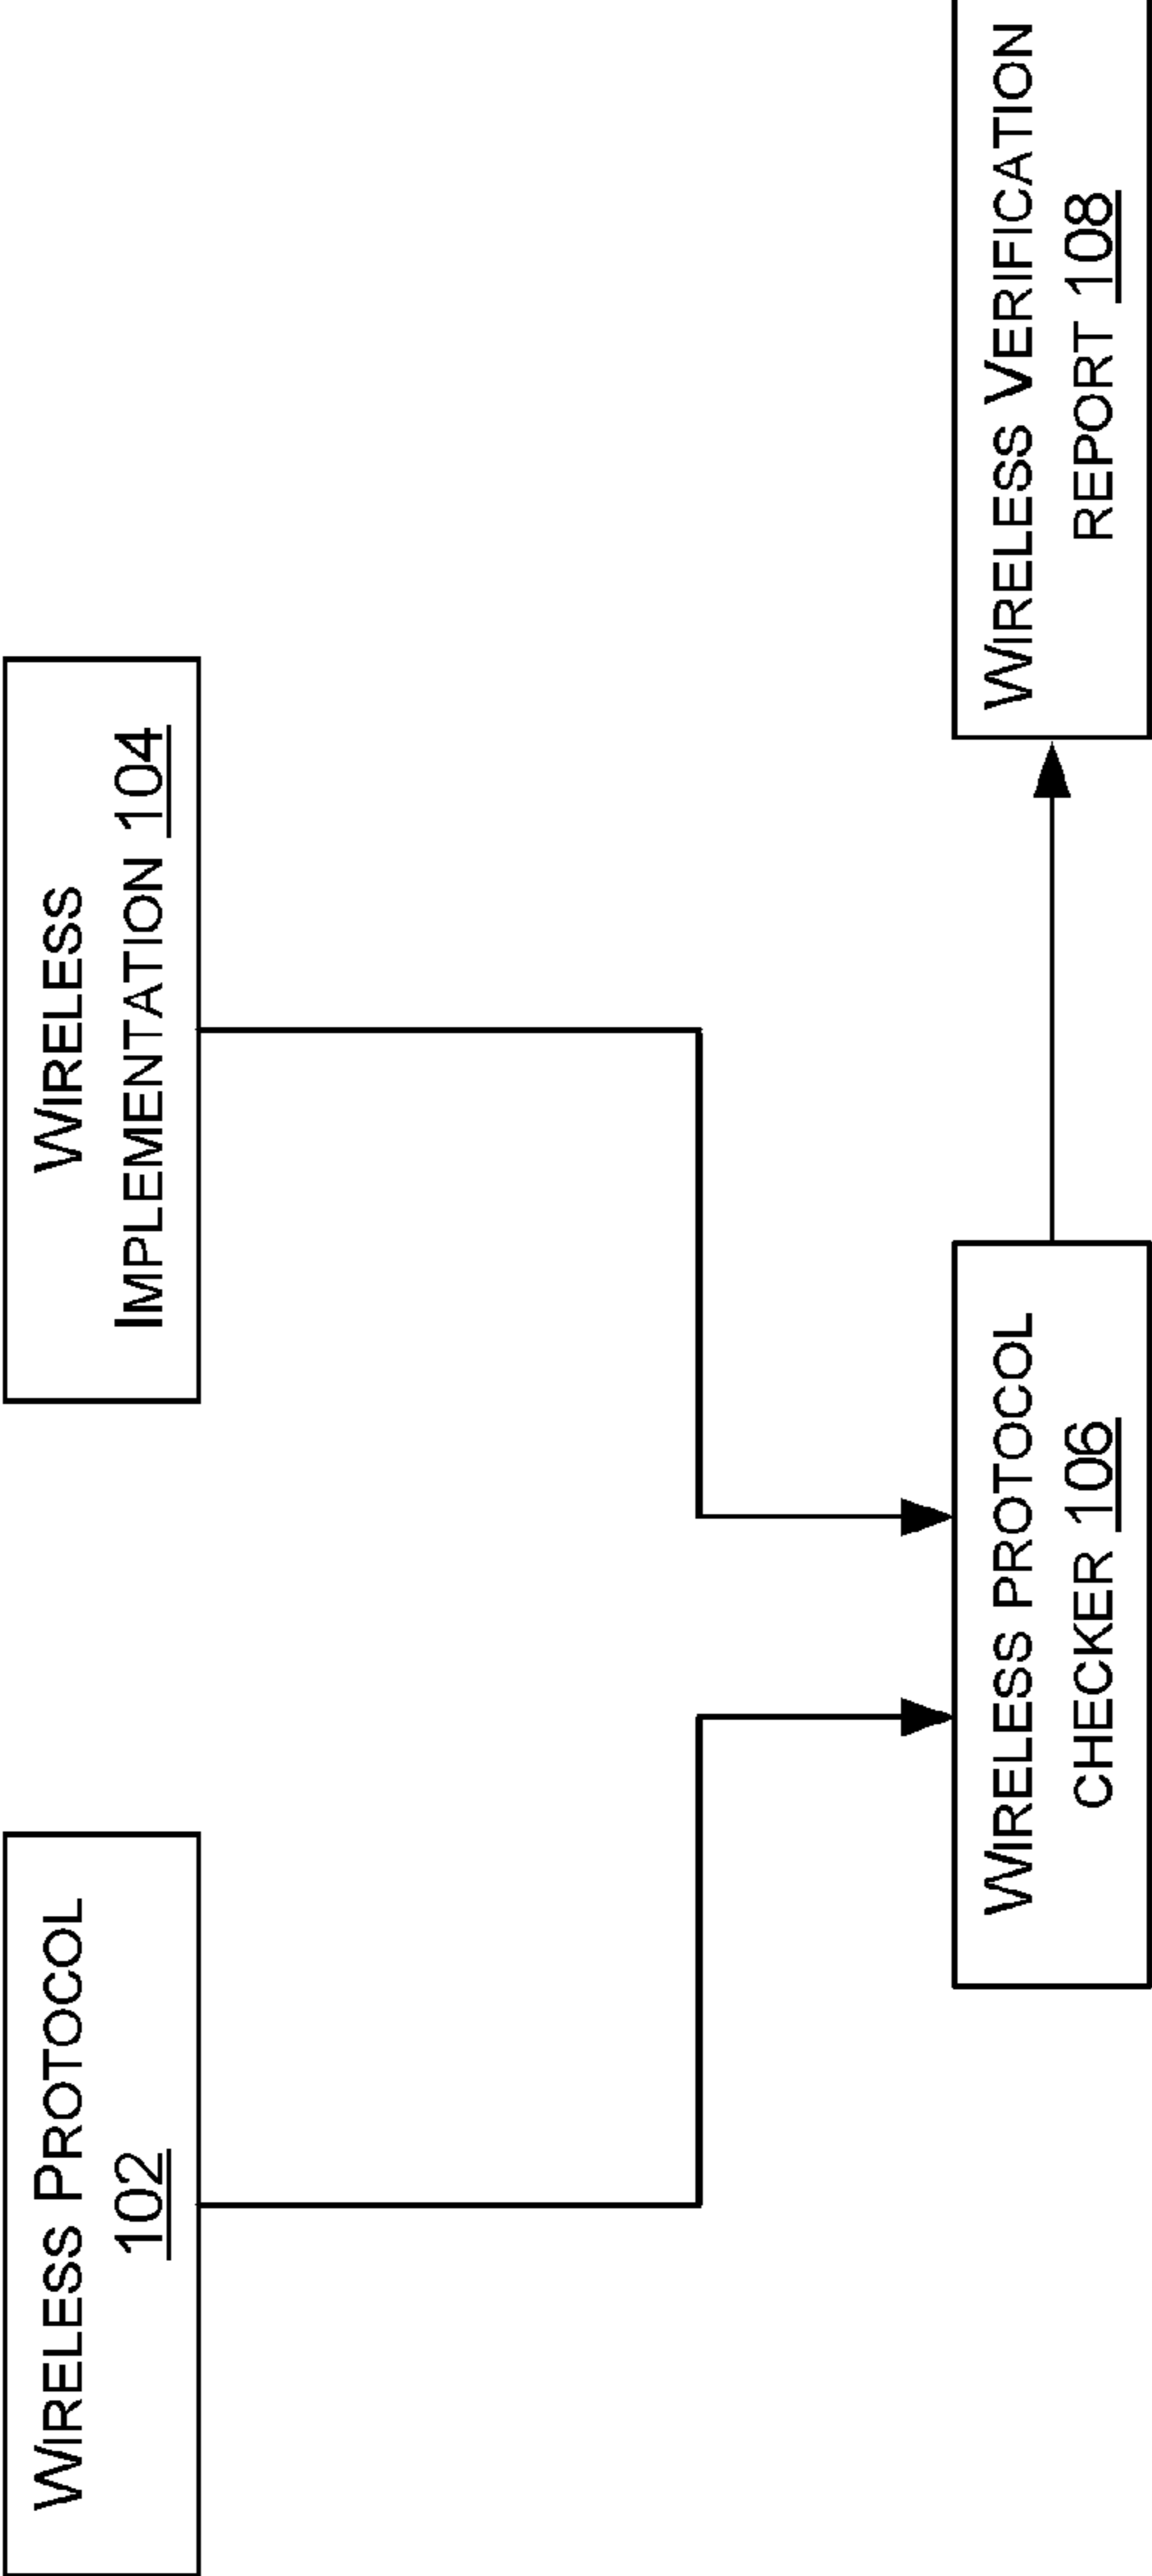 WIRELESS PROTOCOL
102
WIRELESS
IMPLEMENTATION 104
WIRELESS PROTOCOL
CHECKER 106
WIRELESS VERIFICATION
REPORT 108